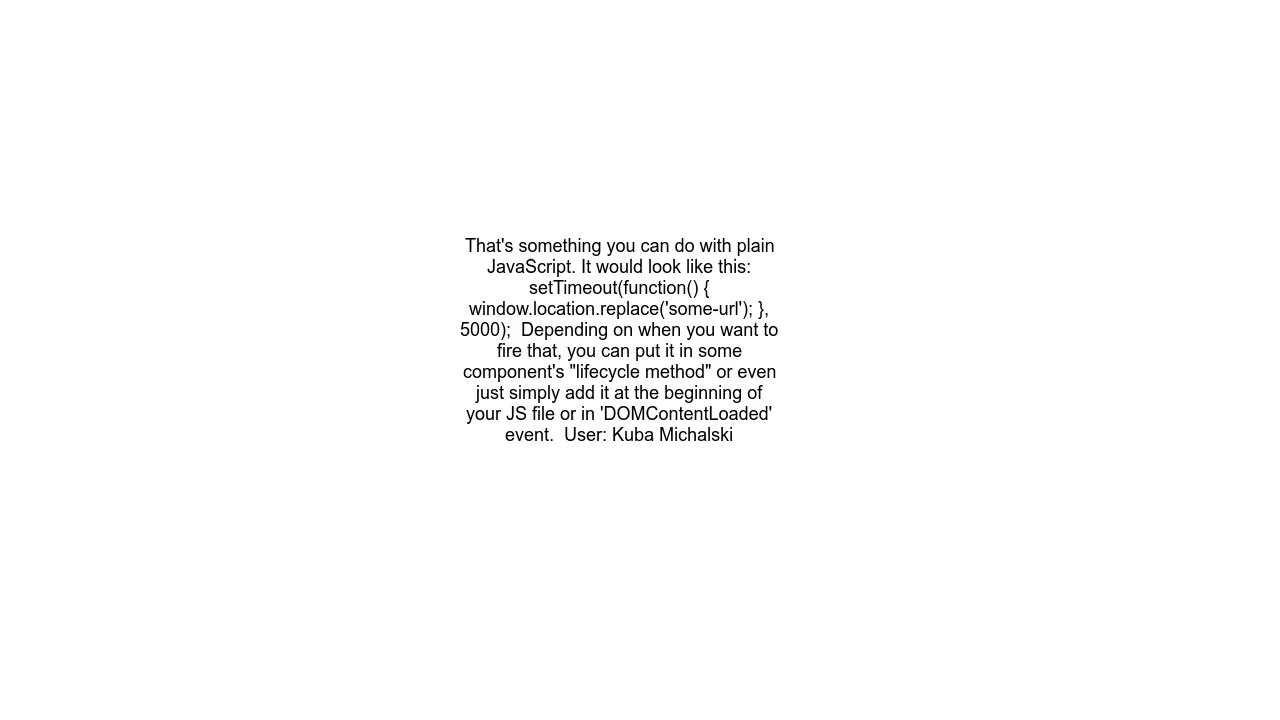 That's something you can do with plain
JavaScript. It would look like this:
setTimeout(function() {
window.location.replace('some-url'); },
5000);  Depending on when you want to
fire that, you can put it in some
component's "lifecycle method" or even
just simply add it at the beginning of
your JS file or in 'DOMContentLoaded'
event.  User: Kuba Michalski